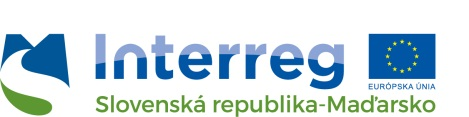 Interreg
EURÓPSKA ÚNIA
Slovenská republika-Maďarsko